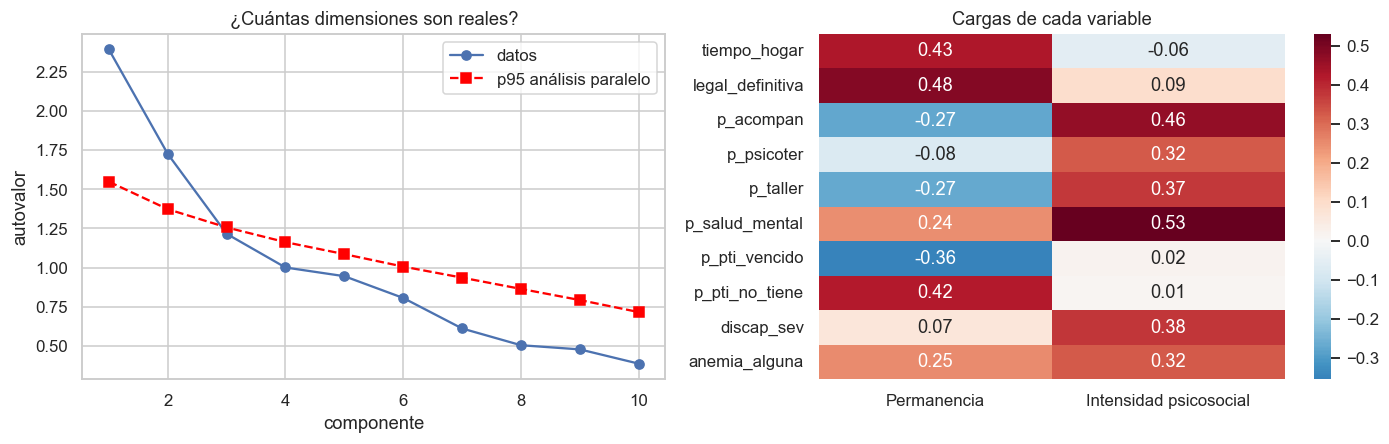 ¿Cuántas dimensiones son reales?
datos
p95 análisis paralelo
autovalor
2.25
2.00
1.75
1.50
1.25
1.00
0.75
0.50
2 4 6 8 10
componente
Cargas de cada variable
tiempo_hogar 0.43 -0.06
legal_definitiva 0.48 0.09
p_acompan -0.27 0.46
p_psicoter -0.08 0.32
p_taller -0.27 0.37
p_salud_mental 0.24 0.53
p_pti_vencido -0.36 0.02
p_pti_no_tiene 0.42 0.01
discap_sev 0.07 0.38
anemia_alguna 0.25 0.32
Permanencia Intensidad psicosocial
0.5
0.4
0.3
0.2
0.1
0.0
−0.1
−0.2
−0.3